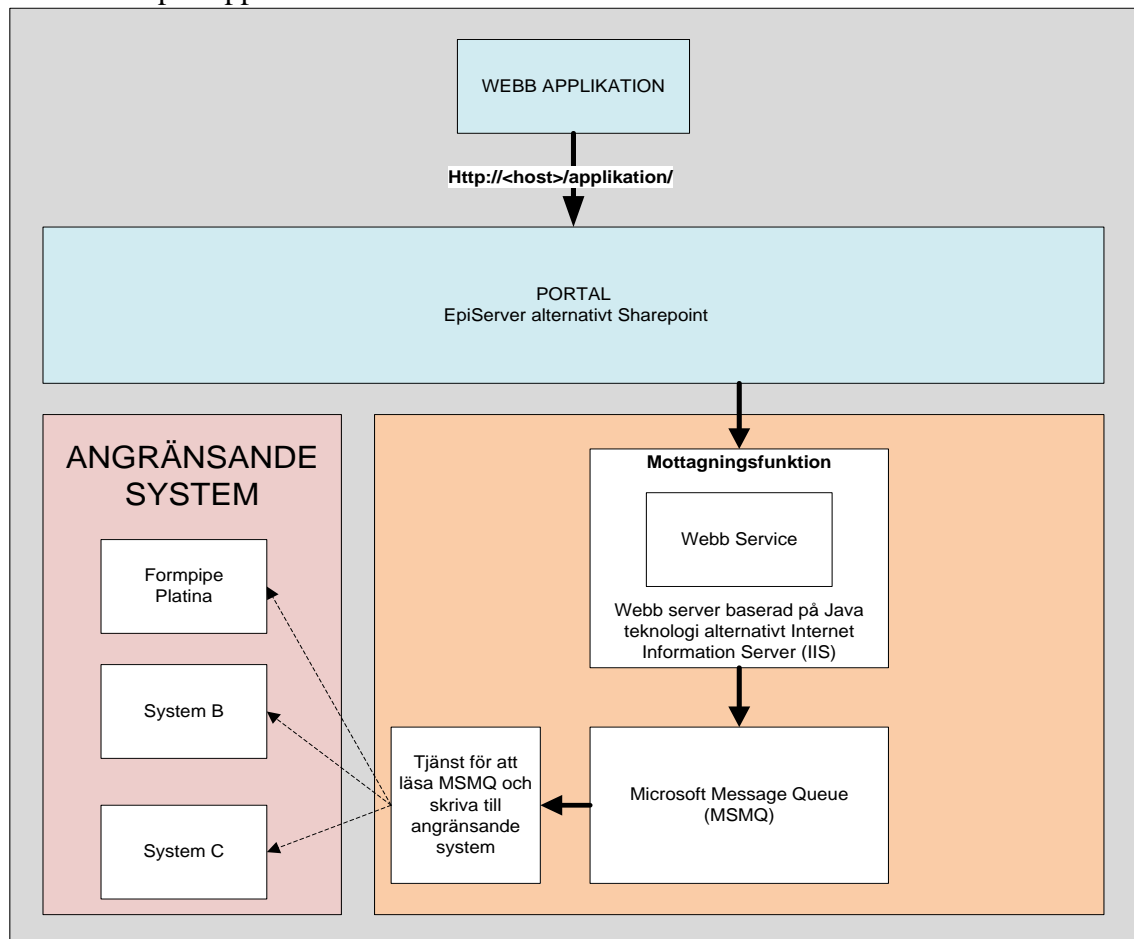 WEBB APPLIKATION
Http://<host>/applikation/
PORTAL
EpiServer alternativt Sharepoint
ANGRÄNSANDE
SYSTEM
Formpipe
Platina
System B
System C
Mottagningsfunktion
Webb Service
Webb server baserad på Java
teknologi alternativt Internet
Information Server (IIS)
Tjänst för att
läsa MSMQ och
skriva till
angränsande
system
Microsoft Message Queue
(MSMQ)